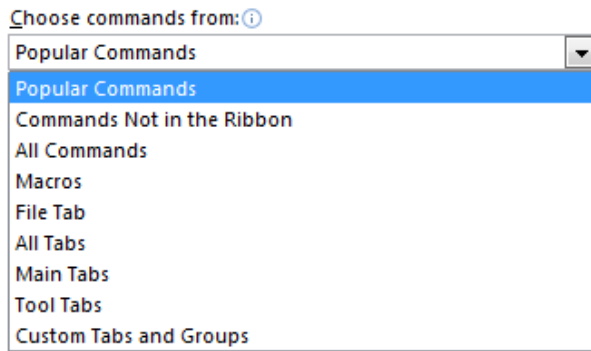 Choose commands from:
Popular Commands
Popular Commands
Commands Not in the Ribbon
All Commands
Macros
File Tab
All Tabs
Main Tabs
Tool Tabs
Custom Tabs and Groups